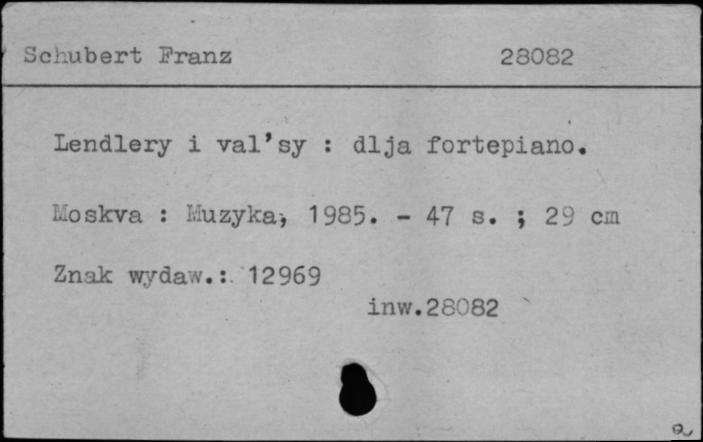 Schubert Franz 28082
Lendlery i val'sy : dlja fortepiano.
Moskva : Muzyka, 1985. - 47 s. ; 29 cm
Znak wydaw.: 12969
inw.28082
a